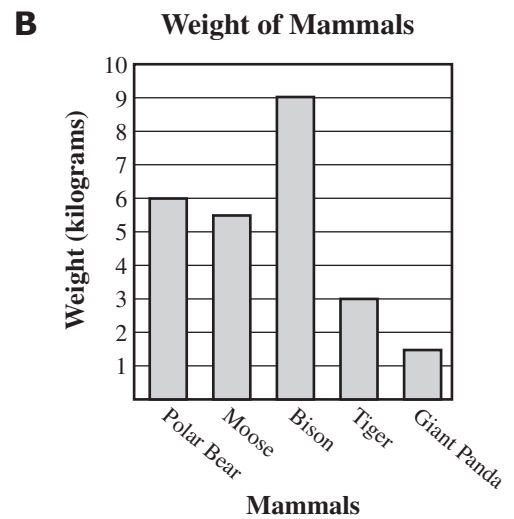 B
Weight of Mammals
Weight (kilograms)
10
9
8
7
6
5
4
3
2
1
Polar Bear
Moose
Bison
Tiger
Giant Panda
Mammals